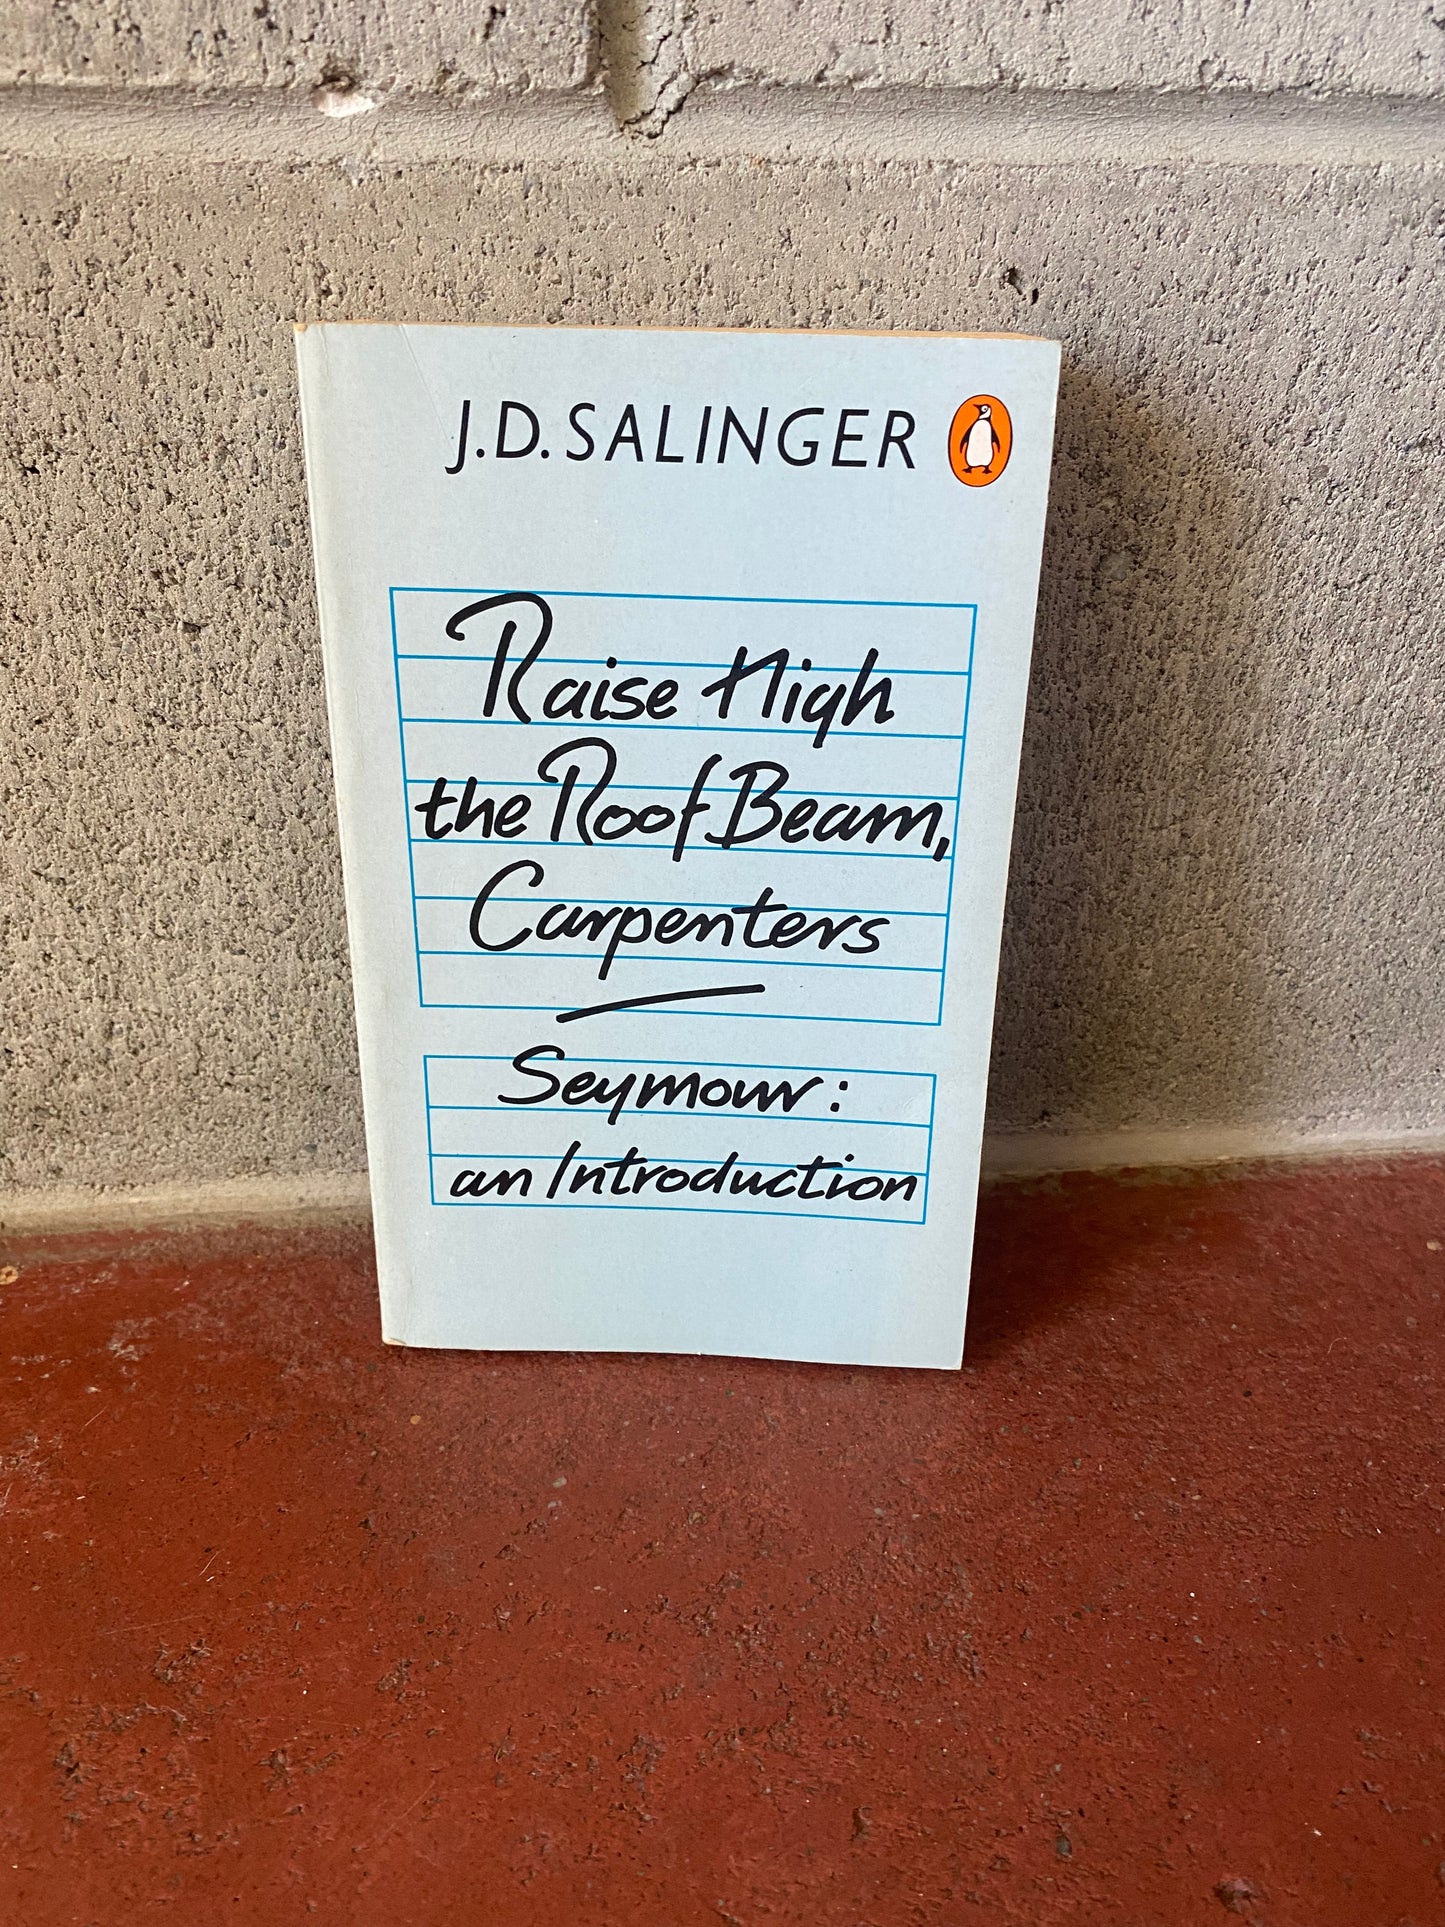 J.D. SALINGER
Raise High
the Roof Beam,
Carpenters
Seymour:
an Introduction